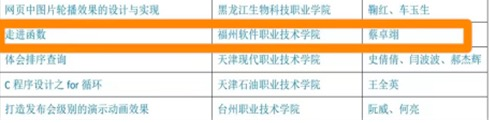 网页中图片轮播效果的设计与实现 黑龙江生物科技职业学院 鞠红、车玉生
走进函数 福州软件职业技术学院 蔡卓烟
体会排序查询 天津现代职业技术学院 史倩倩、闫波波、郝杰辉
C 程序设计之 for 循环 天津石油职业技术学院 王全英
打造发布会级别的演示动画效果 台州职业技术学院 阮威、何亮